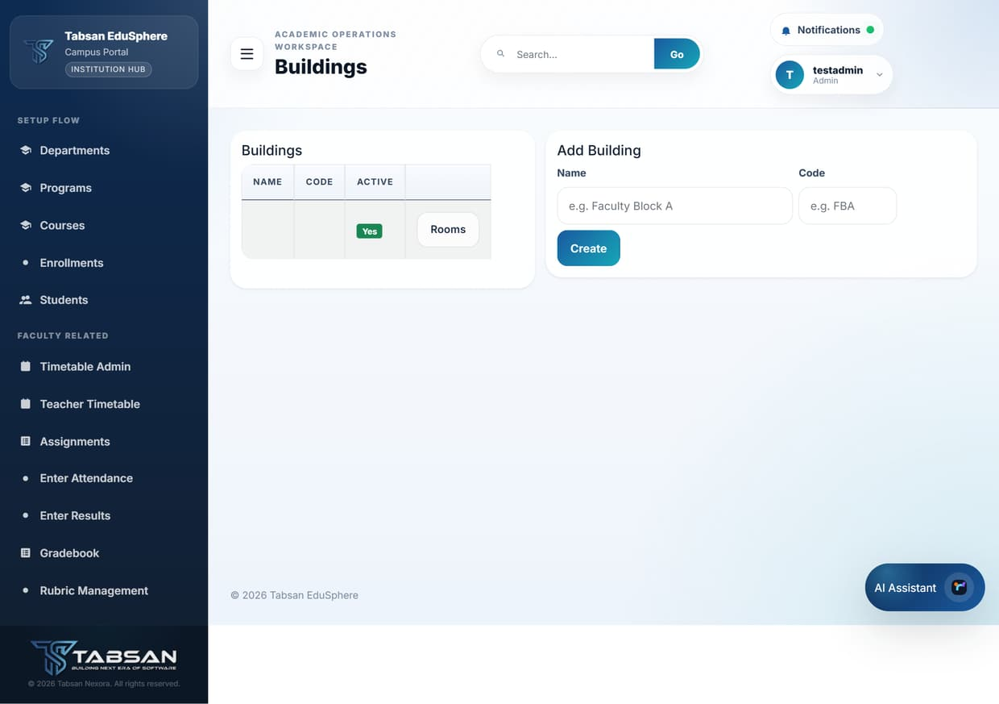 Tabsan EduSphere
Campus Portal
INSTITUTION HUB
SETUP FLOW
Departments
Programs
Courses
Enrollments
Students
FACULTY RELATED
Timetable Admin
Teacher Timetable
Assignments
Enter Attendance
Enter Results
Gradebook
Rubric Management
TABSAN
BUILDING NEXT ERA OF SOFTWARE
© 2026 Tabsan Nexora. All rights reserved.
ACADEMIC OPERATIONS
WORKSPACE
Buildings
Search...
Go
Notifications
T
testadmin
Admin
Buildings
NAME CODE ACTIVE
Yes Rooms
Add Building
Name Code
e.g. Faculty Block A e.g. FBA
Create
© 2026 Tabsan EduSphere
AI Assistant